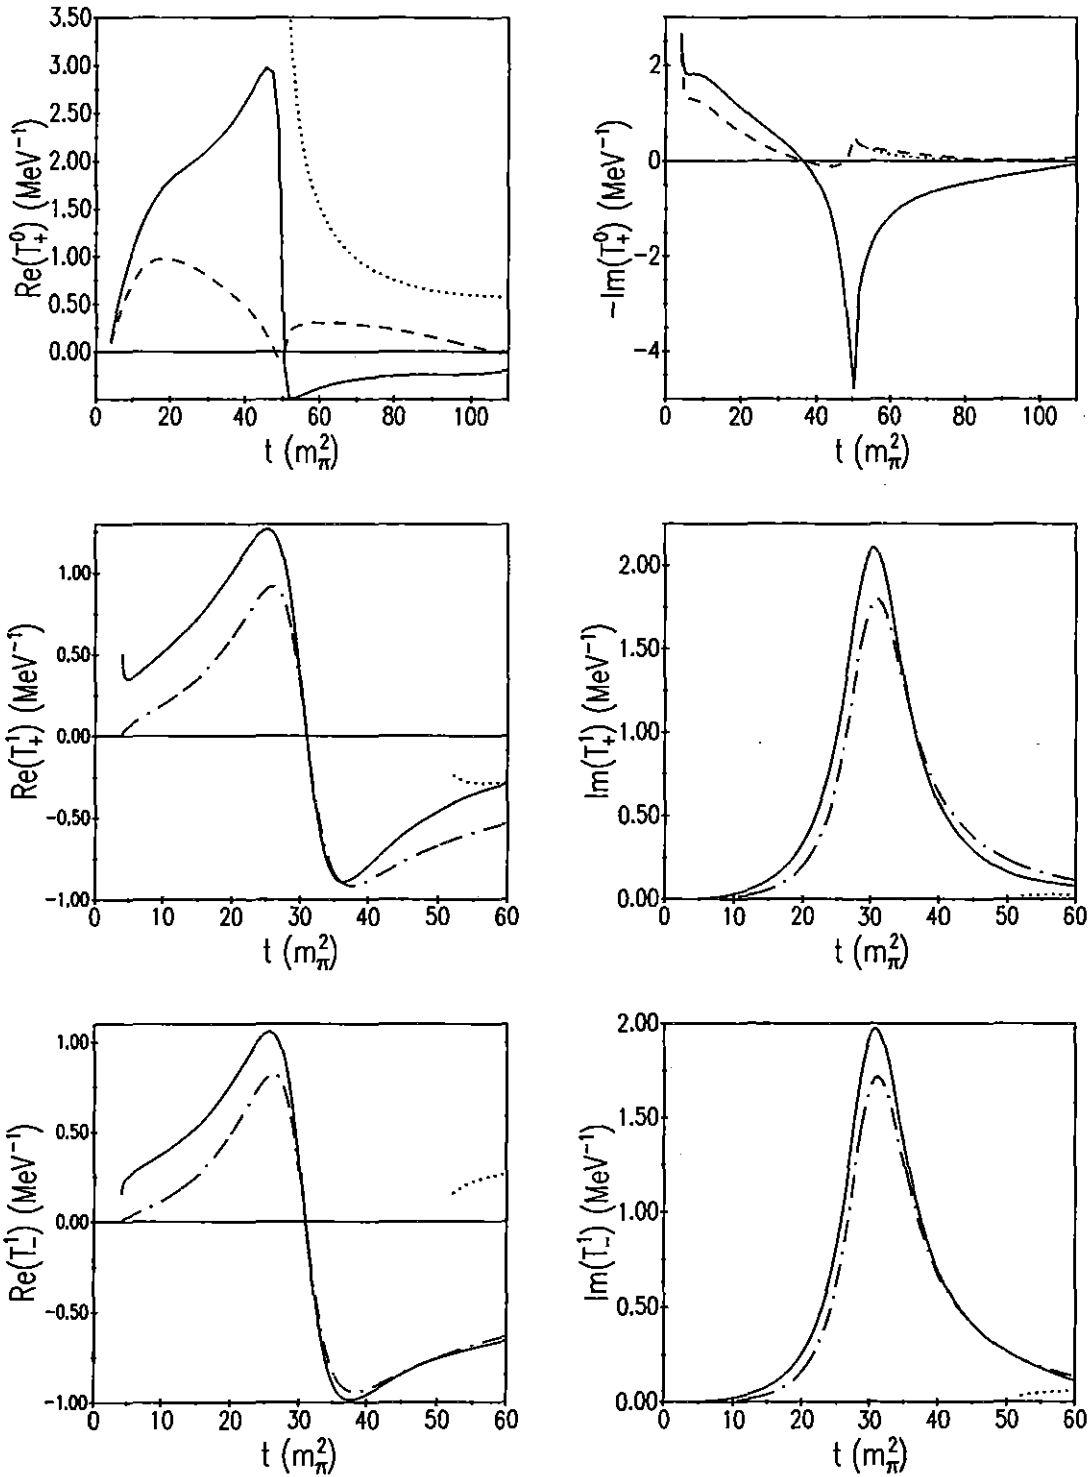 3.50
3.00
2.50
2.00
1.50
1.00
0.50
0.00
Re(T⁰₊) (MeV⁻¹)
0 20 40 60 80 100
t (m²_π)
2
0
−2
−4
−Im(T⁰₊) (MeV⁻¹)
0 20 40 60 80 100
t (m²_π)
1.00
0.50
0.00
−0.50
−1.00
Re(T¹₊) (MeV⁻¹)
0 10 20 30 40 50 60
t (m²_π)
2.00
1.50
1.00
0.50
0.00
Im(T¹₊) (MeV⁻¹)
0 10 20 30 40 50 60
t (m²_π)
1.00
0.50
0.00
−0.50
−1.00
Re(T¹₋) (MeV⁻¹)
0 10 20 30 40 50 60
t (m²_π)
2.00
1.50
1.00
0.50
0.00
Im(T¹₋) (MeV⁻¹)
0 10 20 30 40 50 60
t (m²_π)